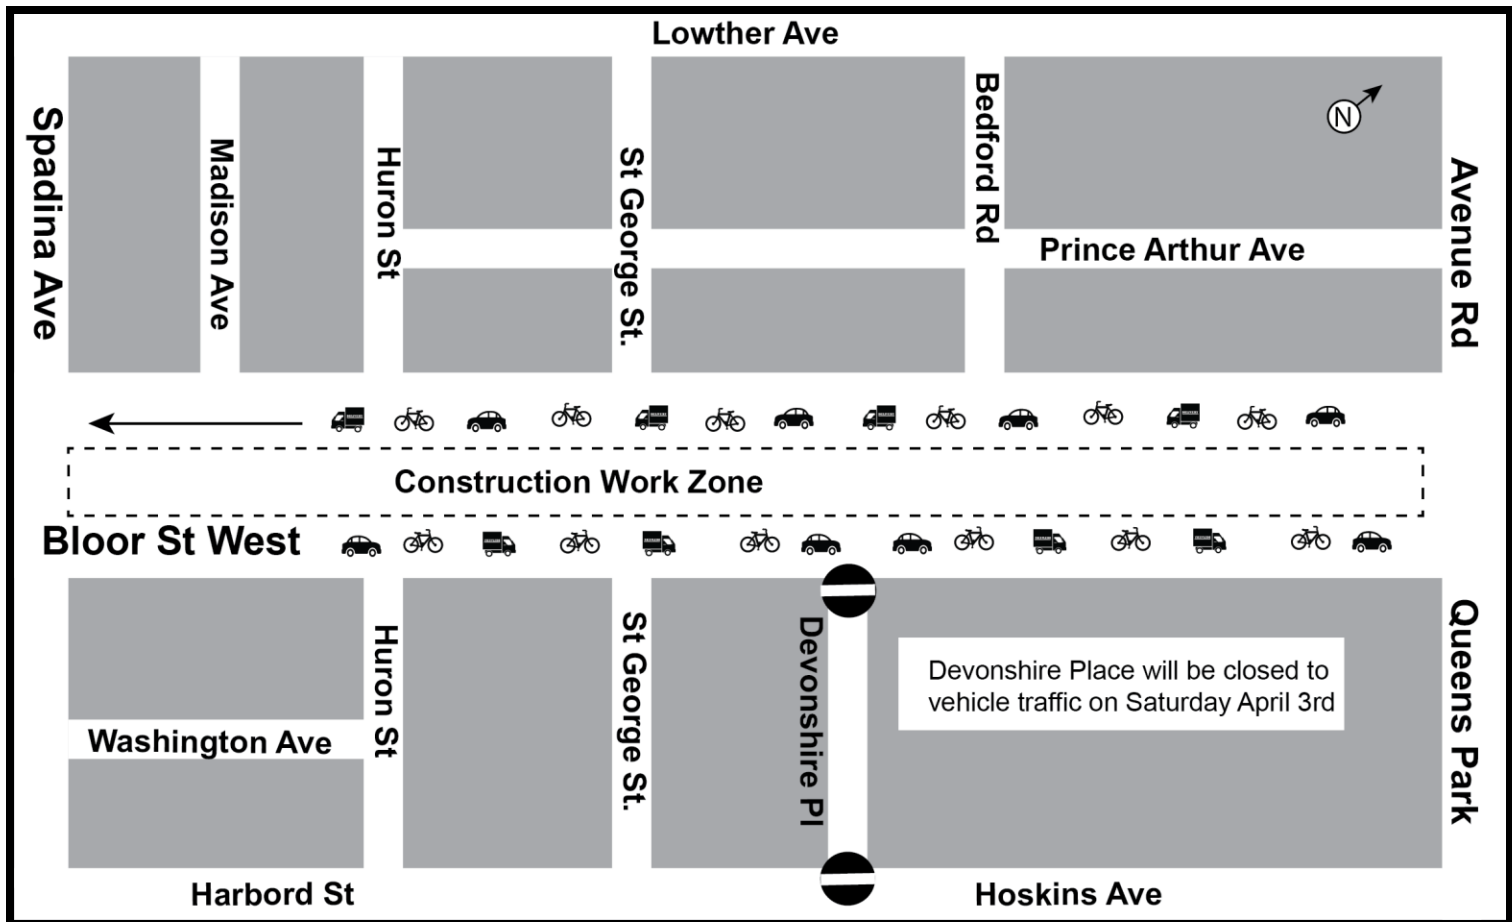 Lowther Ave
Spadina Ave
Madison Ave
Huron St
St George St.
Bedford Rd
N
Prince Arthur Ave
Avenue Rd
Construction Work Zone
Bloor St West
Huron St
St George St.
Devonshire Pl
Devonshire Place will be closed to
vehicle traffic on Saturday April 3rd
Queens Park
Washington Ave
Harbord St
Hoskins Ave